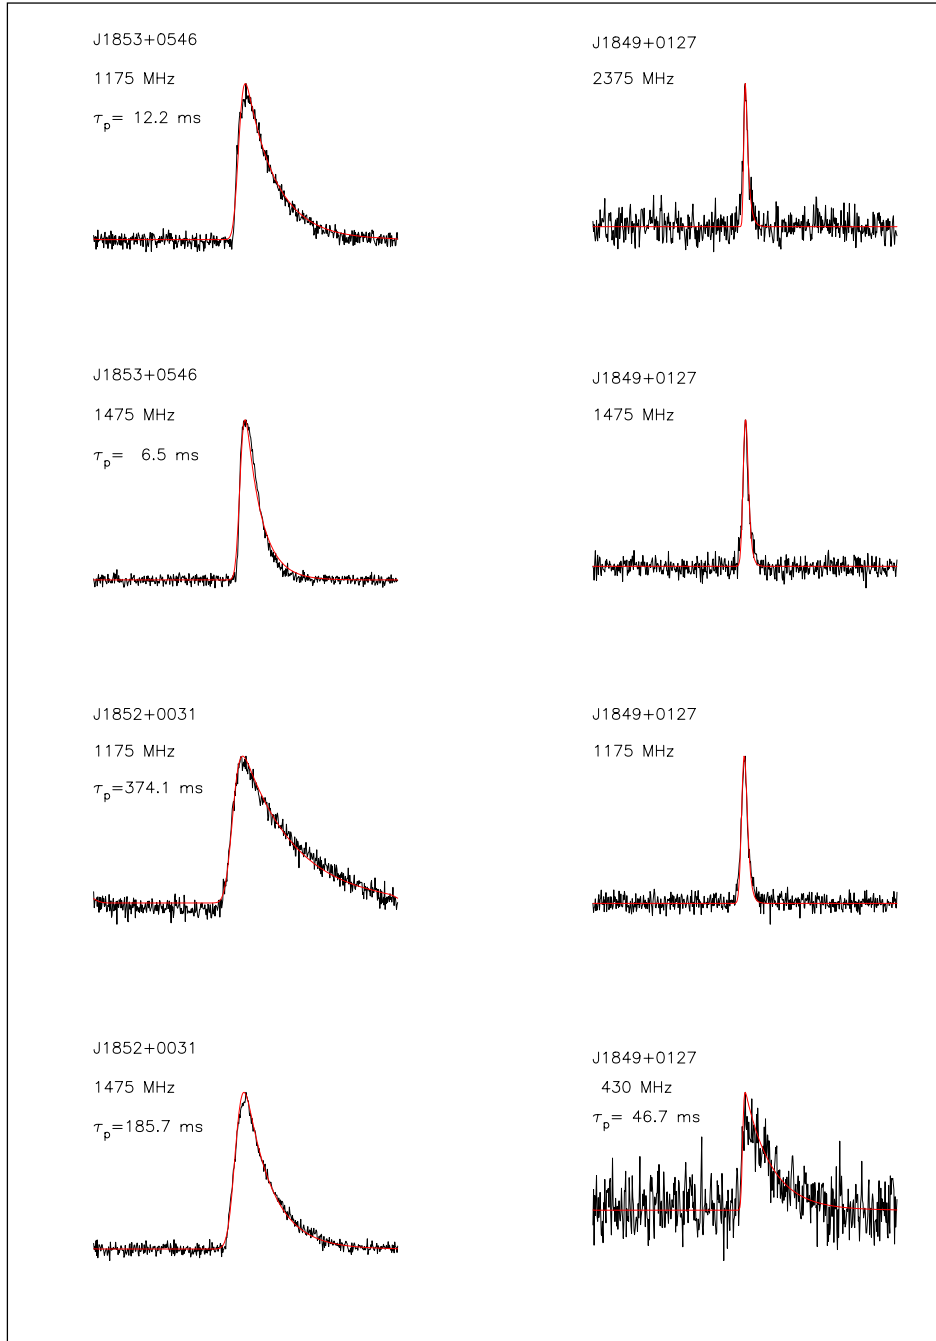 J1853+0546
1175 MHz
τp= 12.2 ms
J1849+0127
2375 MHz
J1853+0546
1475 MHz
τp= 6.5 ms
J1849+0127
1475 MHz
J1852+0031
1175 MHz
τp=374.1 ms
J1849+0127
1175 MHz
J1852+0031
1475 MHz
τp=185.7 ms
J1849+0127
430 MHz
τp= 46.7 ms